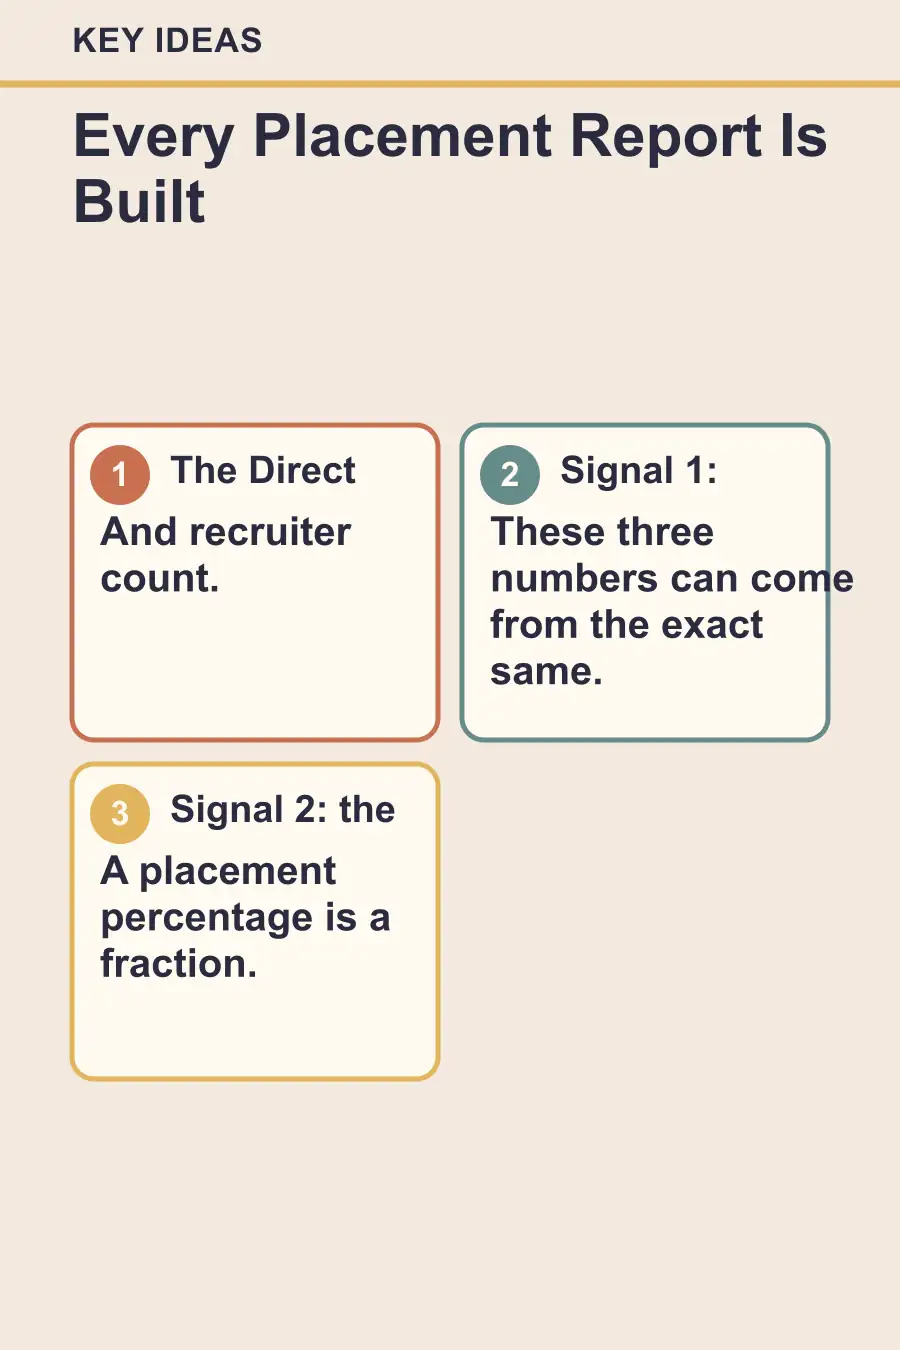 KEY IDEAS
Every Placement Report Is
Built
1 The Direct
And recruiter
count.
2 Signal 1:
These three
numbers can come
from the exact
same.
3 Signal 2: the
A placement
percentage is a
fraction.